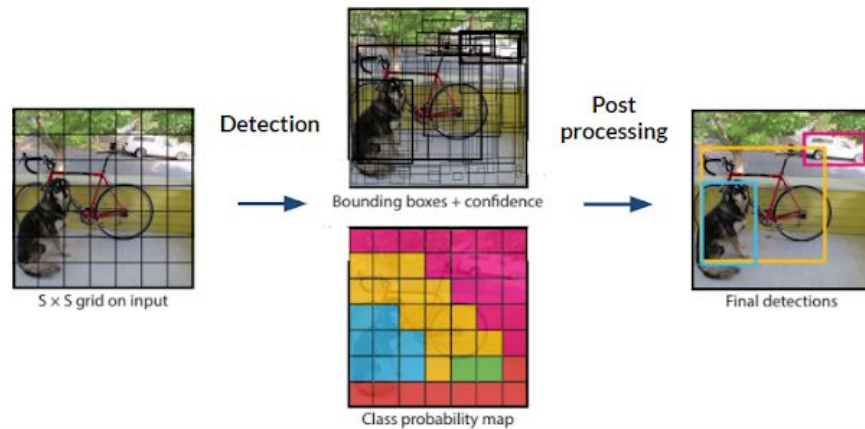 Detection
Post
processing
Bounding boxes + confidence
S × S grid on input
Final detections
Class probability map